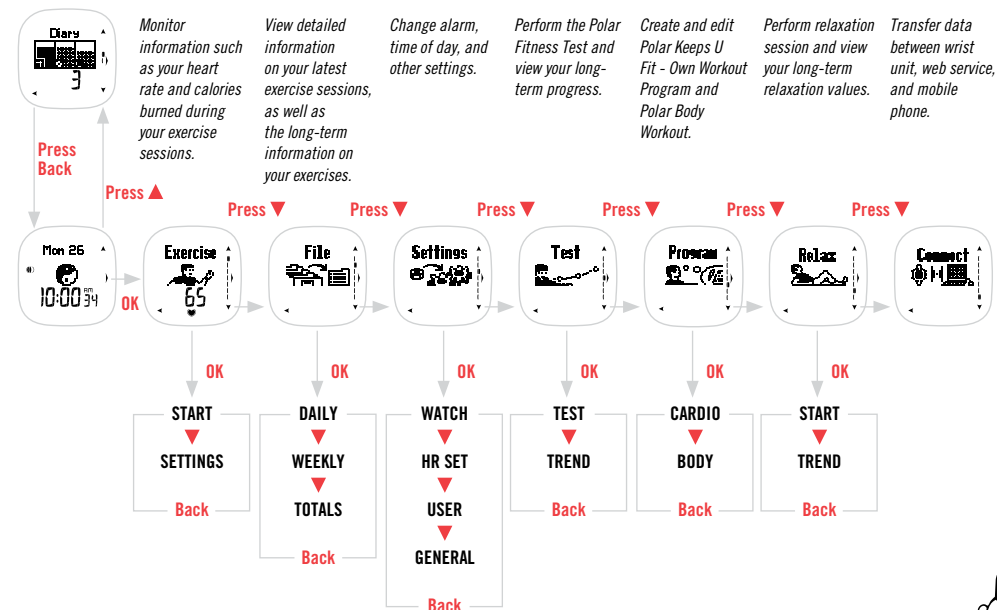 Diary
3
Monitor
information such
as your heart
rate and calories
burned during
your exercise
sessions.
View detailed
information
on your latest
exercise sessions,
as well as
the long-term
information on
your exercises.
Change alarm,
time of day, and
other settings.
Perform the Polar
Fitness Test and
view your long-
term progress.
Create and edit
Polar Keeps U
Fit - Own Workout
Program and
Polar Body
Workout.
Perform relaxation
session and view
your long-term
relaxation values.
Transfer data
between wrist
unit, web service,
and mobile
phone.
Press
Back
Press ▲
Press ▼
Press ▼
Press ▼
Press ▼
Press ▼
Press ▼
Mon 26
10:00 34 AM
OK
Exercise
65
File
Settings
Test
Program
Relax
Connect
OK
OK
OK
OK
OK
OK
START
SETTINGS
Back
DAILY
WEEKLY
TOTALS
Back
WATCH
HR SET
USER
GENERAL
Back
TEST
TREND
Back
CARDIO
BODY
Back
START
TREND
Back